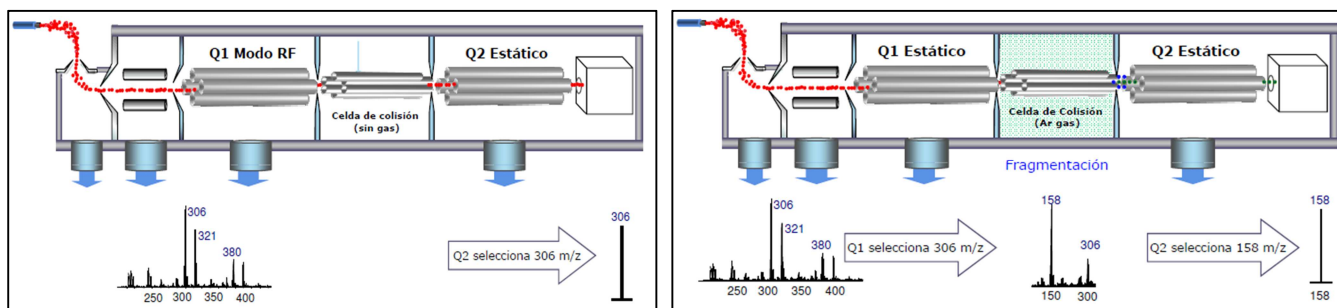 Q1 Modo RF
Q2 Estático
Celda de colisión
(sin gas)
306
321
380
250 300 350 400
Q2 selecciona 306 m/z
306
Q1 Estático
Q2 Estático
Celda de Colisión
(Ar gas)
Fragmentación
306
321
380
250 300 350 400
Q1 selecciona 306 m/z
158
306
150 300
Q2 selecciona 158 m/z
158
158